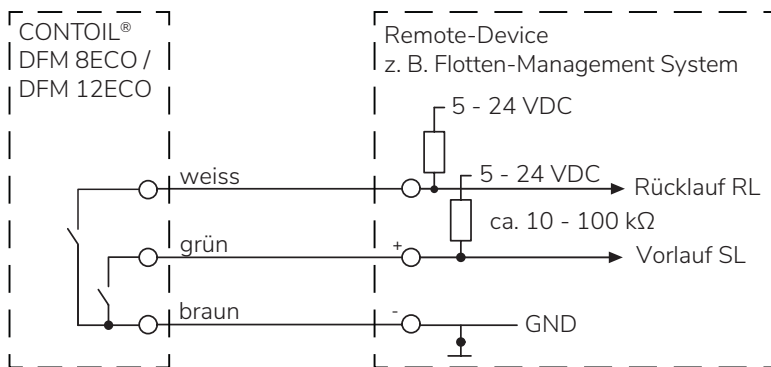 CONTOIL®
DFM 8ECO /
DFM 12ECO
Remote-Device
z. B. Flotten-Management System
5 - 24 VDC
weiss
5 - 24 VDC
Rücklauf RL
ca. 10 - 100 kΩ
grün
+
Vorlauf SL
braun
-
GND